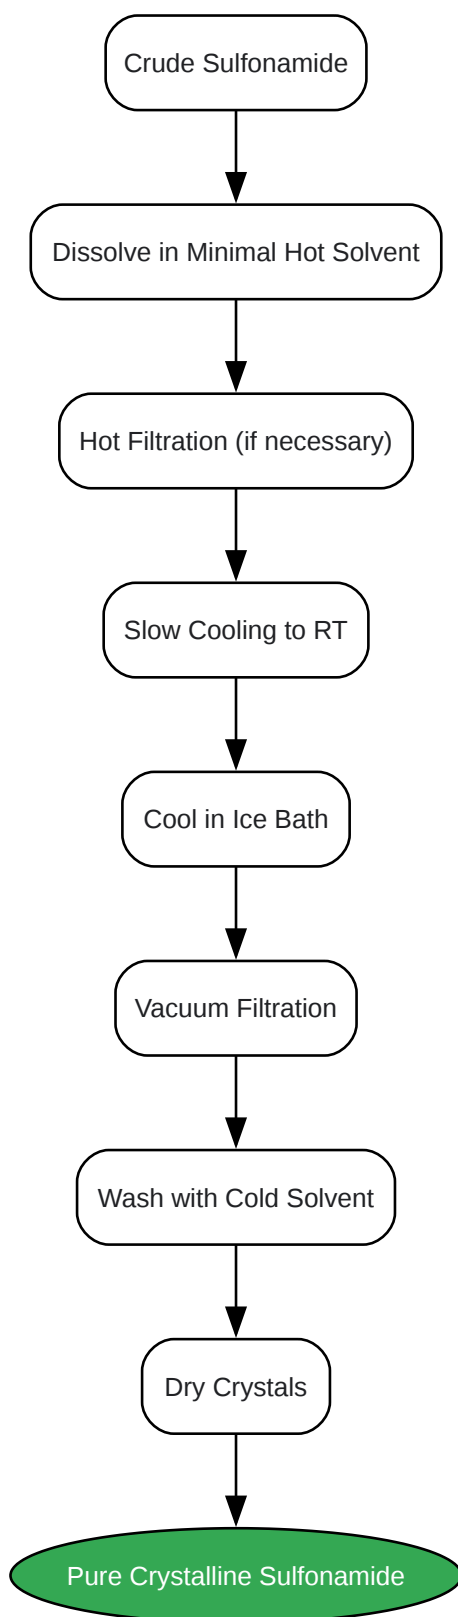 Crude Sulfonamide
Dissolve in Minimal Hot Solvent
Hot Filtration (if necessary)
Slow Cooling to RT
Cool in Ice Bath
Vacuum Filtration
Wash with Cold Solvent
Dry Crystals
Pure Crystalline Sulfonamide